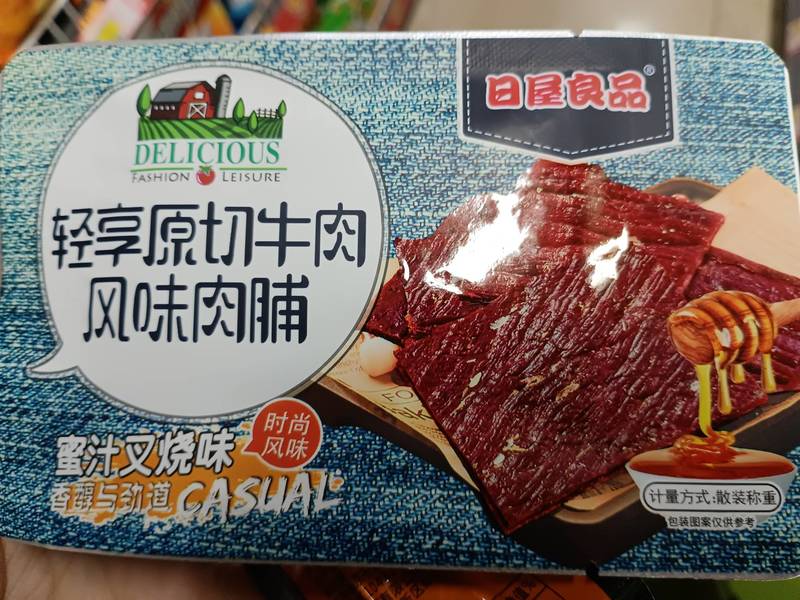 日屋良品®
DELICIOUS
FASHION LEISURE
轻享原切牛肉
风味肉脯
时尚
风味
蜜汁叉烧味
香醇与劲道 CASUAL
计量方式:散装称重
包装图案仅供参考